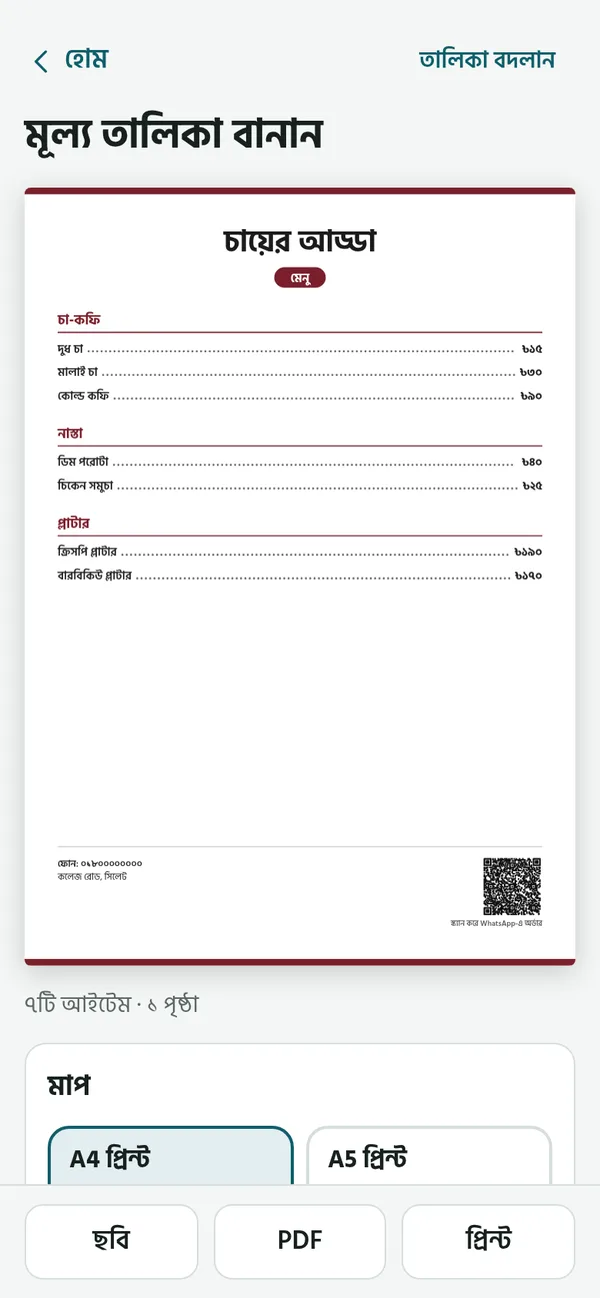 হোম
তালিকা বদলান
মূল্য তালিকা বানান
চায়ের আড্ডা
মেনু
চা-কফি
দুধ চা ৳১৫
মালাই চা ৳৩০
কোল্ড কফি ৳৯০
নাস্তা
ডিম পরোটা ৳৪০
চিকেন সমুচা ৳২৫
প্লাটার
ক্রিসপি প্লাটার ৳১৯০
বারবিকিউ প্লাটার ৳১৭০
ফোন: ০১৮০০০০০০০০
কলেজ রোড, সিলেট
স্ক্যান করে WhatsApp-এ অর্ডার
৭টি আইটেম · ১ পৃষ্ঠা
মাপ
A4 প্রিন্ট
A5 প্রিন্ট
ছবি
PDF
প্রিন্ট